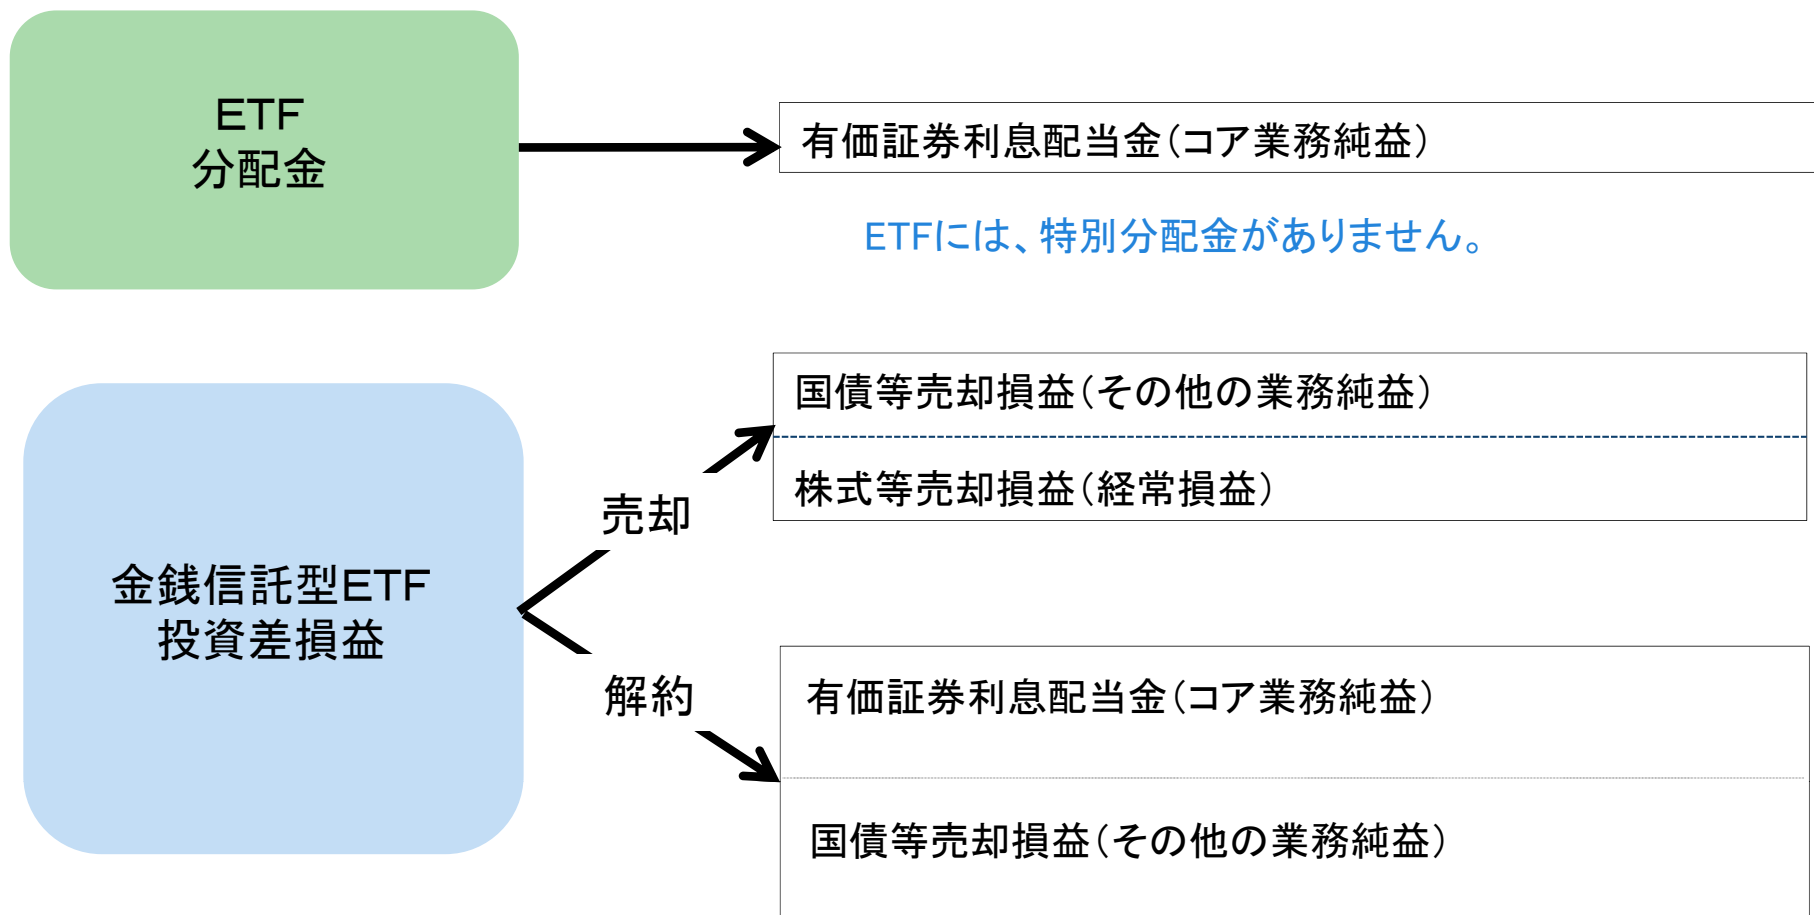 ETF
分配金
有価証券利息配当金（コア業務純益）
ETFには、特別分配金がありません。
国債等売却損益（その他の業務純益）
株式等売却損益（経常損益）
売却
金銭信託型ETF
投資差損益
解約
有価証券利息配当金（コア業務純益）
国債等売却損益（その他の業務純益）